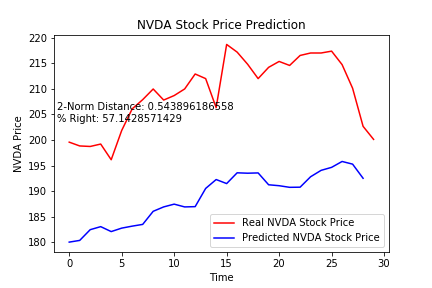 NVDA Stock Price Prediction
220
215
210
205
200
195
190
185
180
NVDA Price
2-Norm Distance: 0.543896186558
% Right: 57.1428571429
Real NVDA Stock Price
Predicted NVDA Stock Price
0 5 10 15 20 25 30
Time